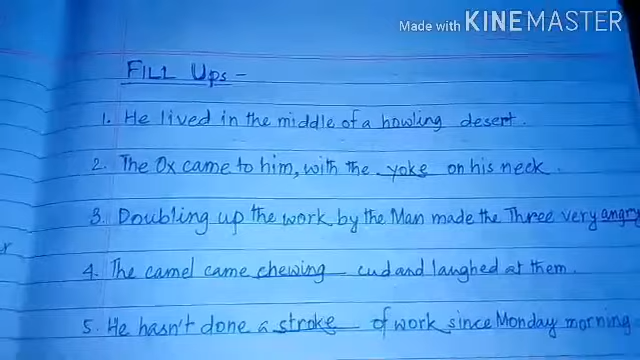 Made with KINEMASTER
FILL Ups -
1. He lived in the middle of a howling desert.
2. The Ox came to him, with the yoke on his neck.
3. Doubling up the work by the Man made the Three very angry
4. The camel came chewing cud and laughed at them.
5. He hasn't done a stroke of work since Monday morning